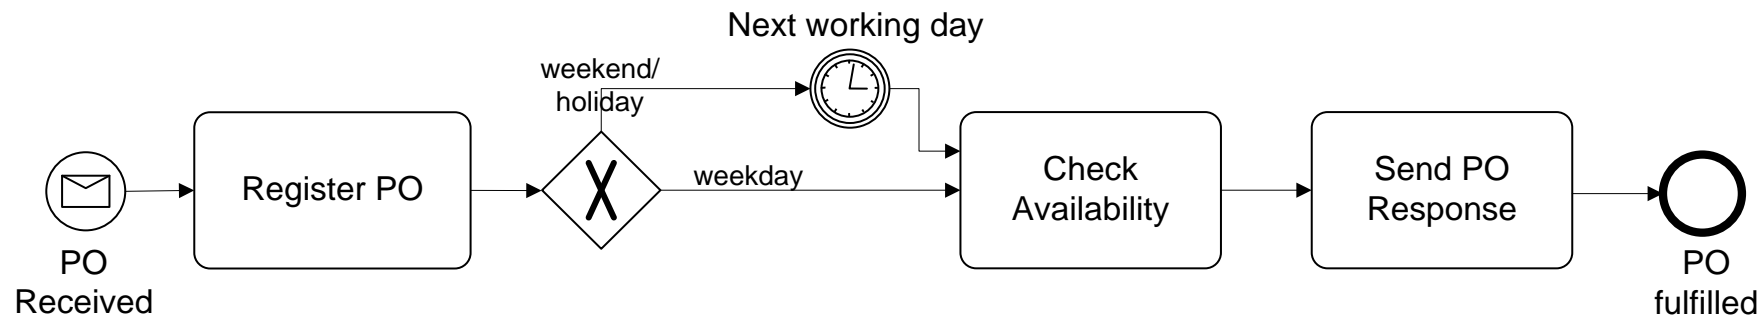 Next working day
weekend/
holiday
Register PO
weekday
Check
Availability
Send PO
Response
PO
Received
PO
fulfilled